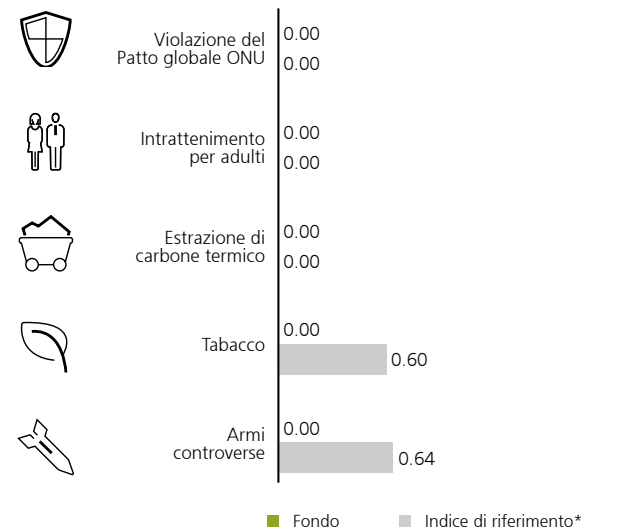 Violazione del
Patto globale ONU
0.00
0.00
Intrattenimento
per adulti
0.00
0.00
Estrazione di
carbone termico
0.00
0.00
Tabacco
0.00
0.60
Armi
controverse
0.00
0.64
Fondo
Indice di riferimento*